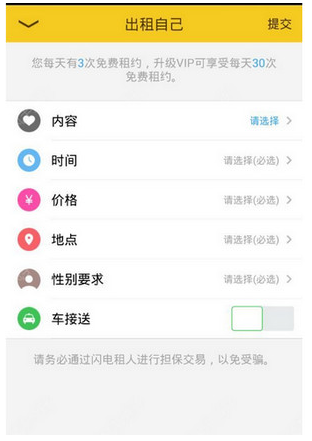 出租自己
提交
您每天有3次免费租约，升级VIP可享受每天30次
免费租约。
内容
请选择
时间
请选择(必选)
¥
价格
请选择(必选)
地点
请选择(必选)
性别要求
请选择(必选)
车接送
请务必通过闪电租人进行担保交易，以免受骗。